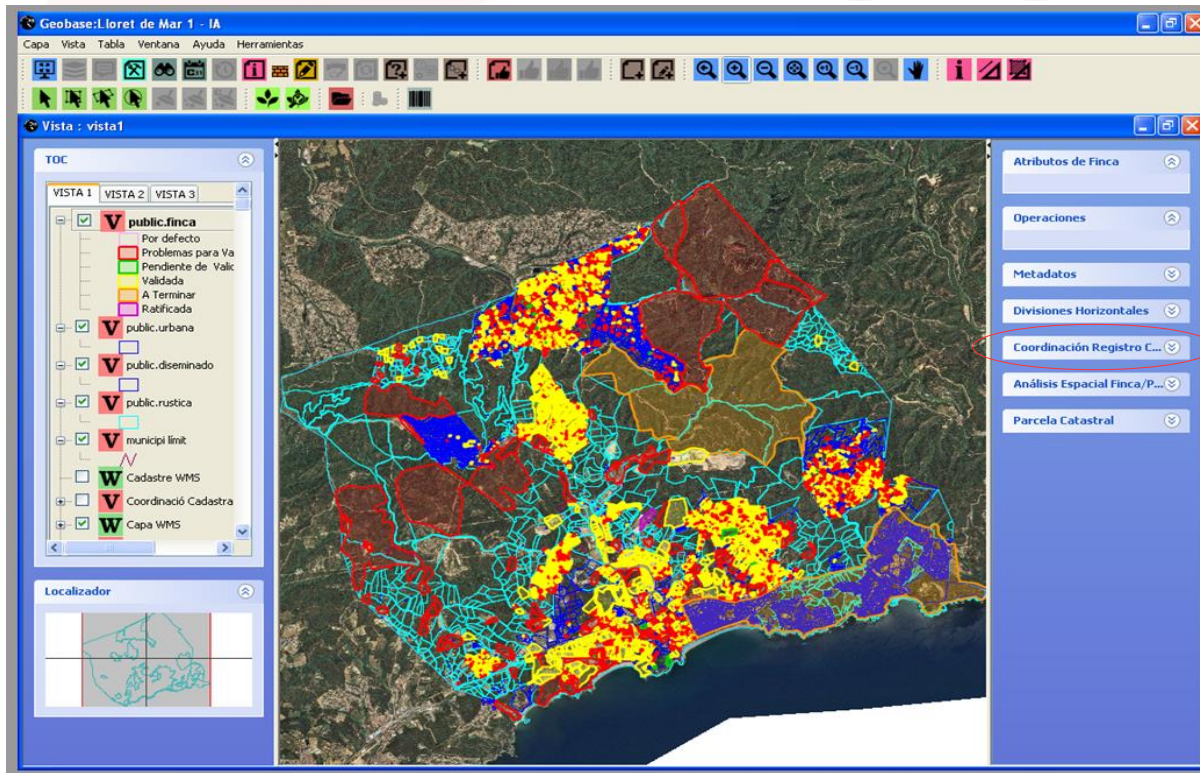 Geobase:Lloret de Mar 1 - IA
Capa Vista Tabla Ventana Ayuda Herramientas
Vista : vista1
TOC
VISTA 1 VISTA 2 VISTA 3
V public.finca
Por defecto
Problemas para Va
Pendiente de Valic
Validada
A Terminar
Ratificada
V public.urbana
V public.diseminado
V public.rustica
V municipi límit
W Cadastre WMS
V Coordinació Cadastra
W Capa WMS
Localizador
Atributos de Finca
Operaciones
Metadatos
Divisiones Horizontales
Coordinación Registro C...
Análisis Espacial Finca/P...
Parcela Catastral